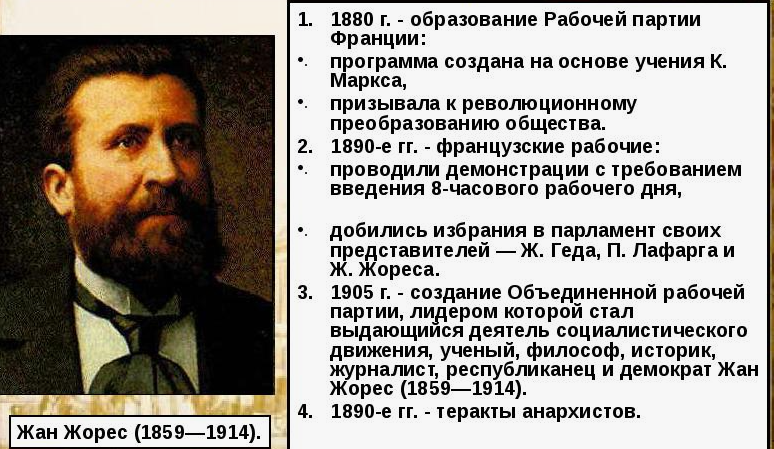 1. 1880 г. - образование Рабочей партии
Франции:
•. программа создана на основе учения К.
Маркса,
•. призывала к революционному
преобразованию общества.
2. 1890-е гг. - французские рабочие:
•. проводили демонстрации с требованием
введения 8-часового рабочего дня,
•. добились избрания в парламент своих
представителей — Ж. Геда, П. Лафарга и
Ж. Жореса.
3. 1905 г. - создание Объединенной рабочей
партии, лидером которой стал
выдающийся деятель социалистического
движения, ученый, философ, историк,
журналист, республиканец и демократ Жан
Жорес (1859—1914).
4. 1890-е гг. - теракты анархистов.
Жан Жорес (1859—1914).